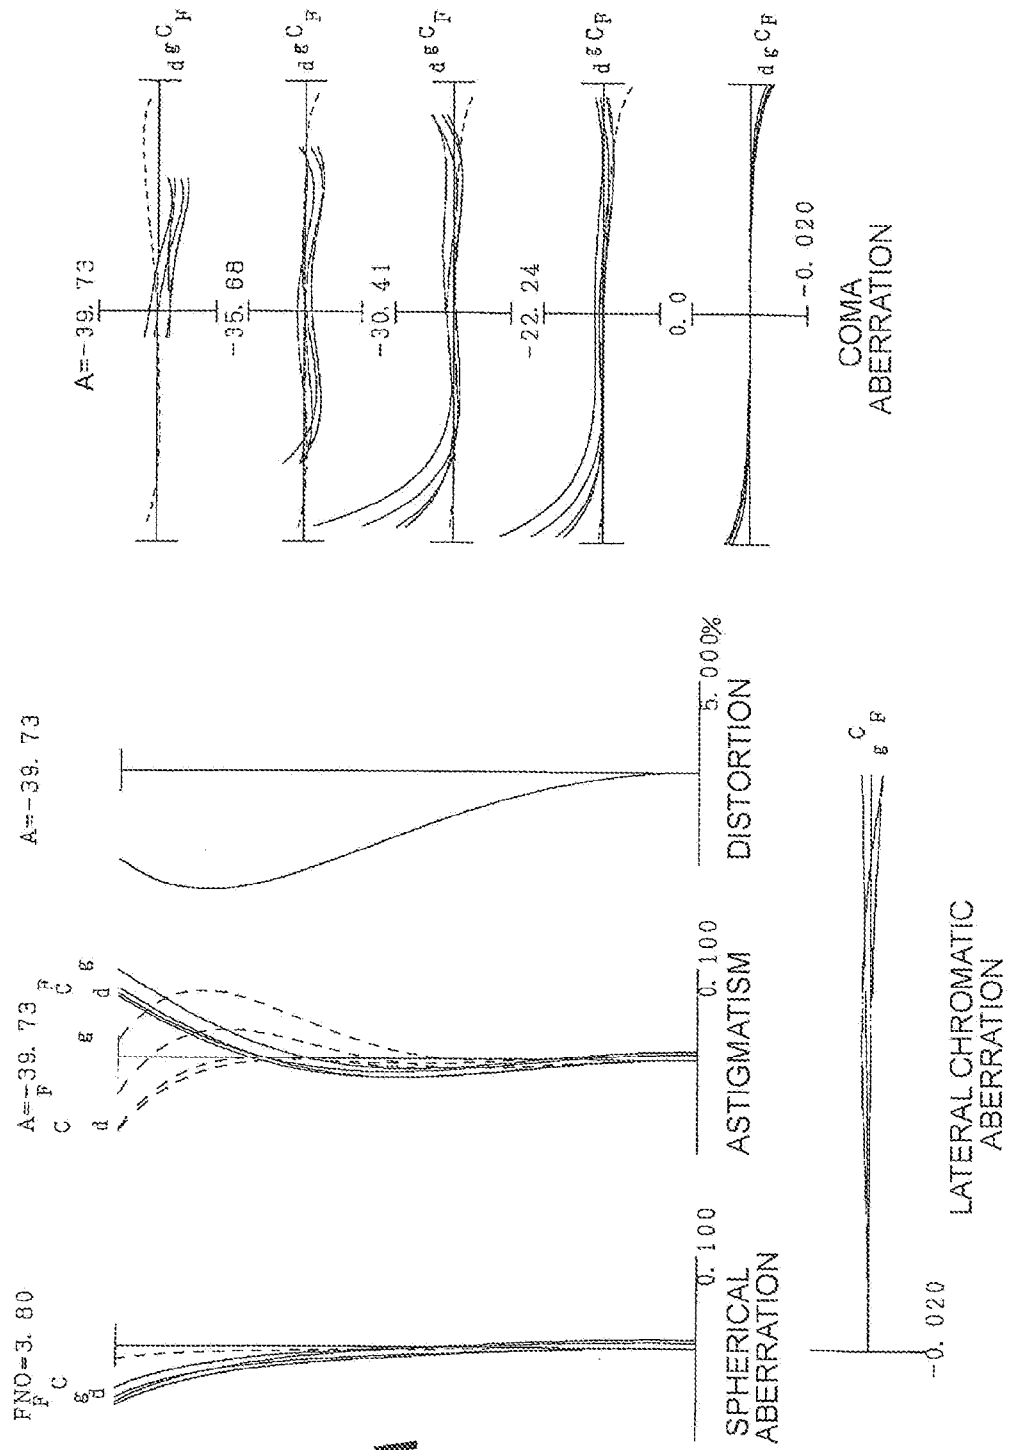 FNO=3. 80
F C
g
d
SPHERICAL
ABERRATION
0. 100
A=-39. 73
F
C
d
g
F
C
d
g
ASTIGMATISM
0. 100
A=-39. 73
DISTORTION
5. 000%
A=-39. 73
d g C F
-35. 68
d g C F
-30. 41
d g C F
-22. 24
d g C F
0. 0
d g C F
-0. 020
COMA
ABERRATION
C
g F
-0. 020
LATERAL CHROMATIC
ABERRATION